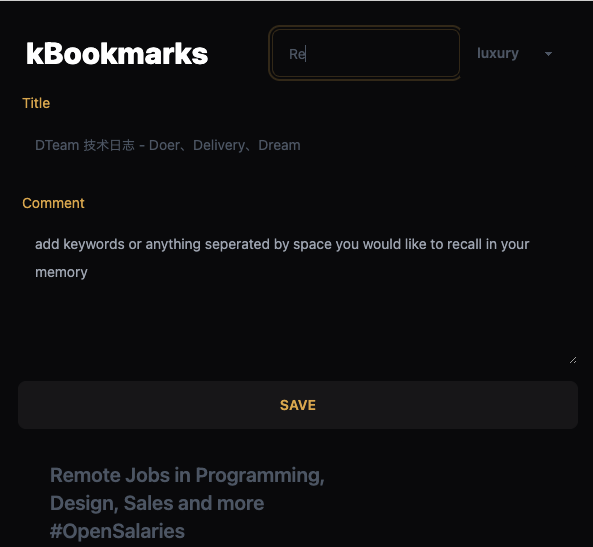 kBookmarks
Re
luxury
Title
DTeam 技术日志 - Doer、Delivery、Dream
Comment
add keywords or anything seperated by space you would like to recall in your
memory
SAVE
Remote Jobs in Programming,
Design, Sales and more
#OpenSalaries